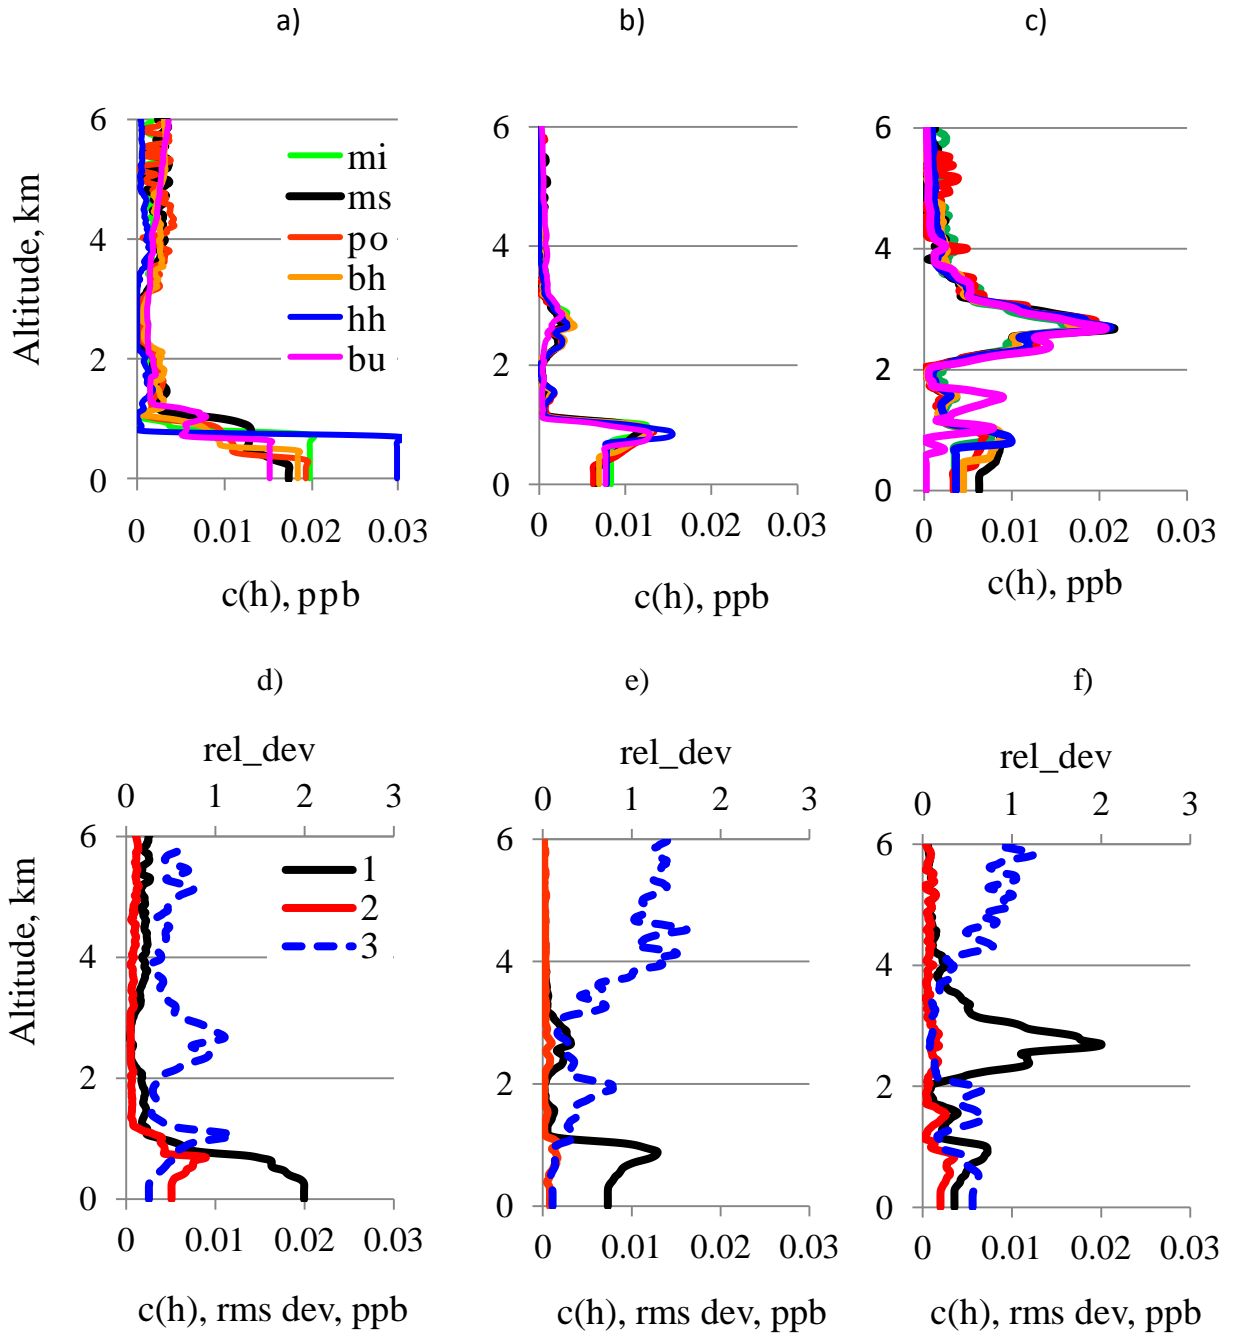 a)
b)
c)
6
4
2
0
Altitude, km
mi
ms
po
bh
hh
bu
0 0.01 0.02 0.03
c(h), ppb
6
4
2
0
0 0.01 0.02 0.03
c(h), ppb
6
4
2
0
0 0.01 0.02 0.03
c(h), ppb
d)
e)
f)
rel_dev
0 1 2 3
6
4
2
0
Altitude, km
1
2
3
0 0.01 0.02 0.03
c(h), rms dev, ppb
rel_dev
0 1 2 3
6
4
2
0
0 0.01 0.02 0.03
c(h), rms dev, ppb
rel_dev
0 1 2 3
6
4
2
0
0 0.01 0.02 0.03
c(h), rms dev, ppb